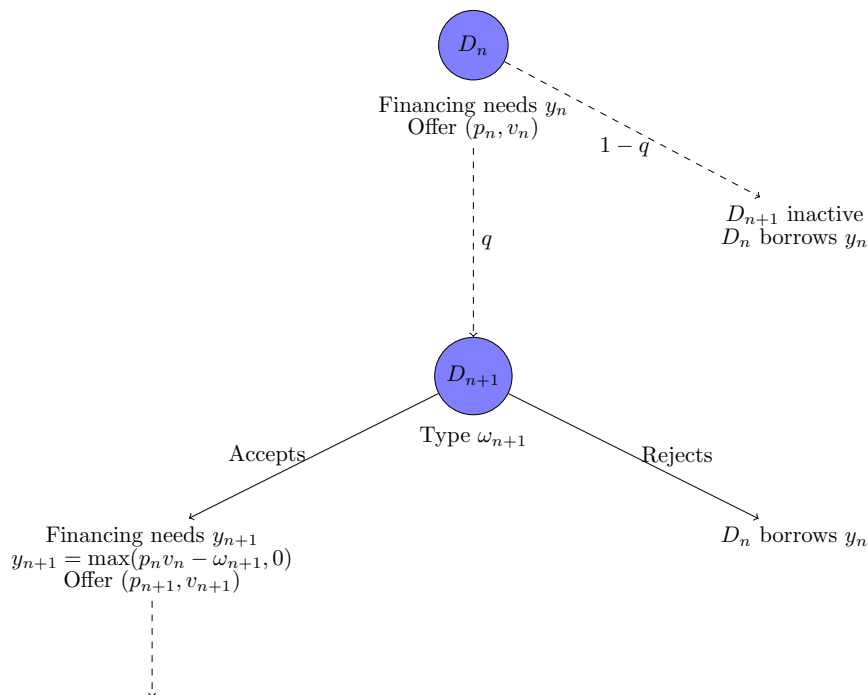 D_n
Financing needs y_n
Offer (p_n, v_n)
1 − q
D_{n+1} inactive
D_n borrows y_n
q
D_{n+1}
Type ω_{n+1}
Accepts
Rejects
Financing needs y_{n+1}
y_{n+1} = max(p_n v_n − ω_{n+1}, 0)
Offer (p_{n+1}, v_{n+1})
D_n borrows y_n